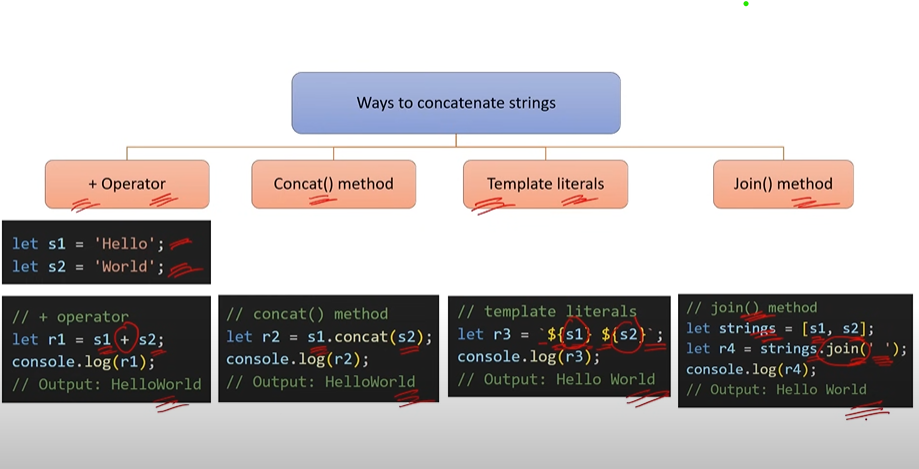 Ways to concatenate strings
+ Operator
Concat() method
Template literals
Join() method
let s1 = 'Hello';
let s2 = 'World';
// + operator
let r1 = s1 + s2;
console.log(r1);
// Output: HelloWorld
// concat() method
let r2 = s1.concat(s2);
console.log(r2);
// Output: HelloWorld
// template literals
let r3 = `${s1} ${s2}`;
console.log(r3);
// Output: Hello World
// join() method
let strings = [s1, s2];
let r4 = strings.join(' ');
console.log(r4);
// Output: Hello World